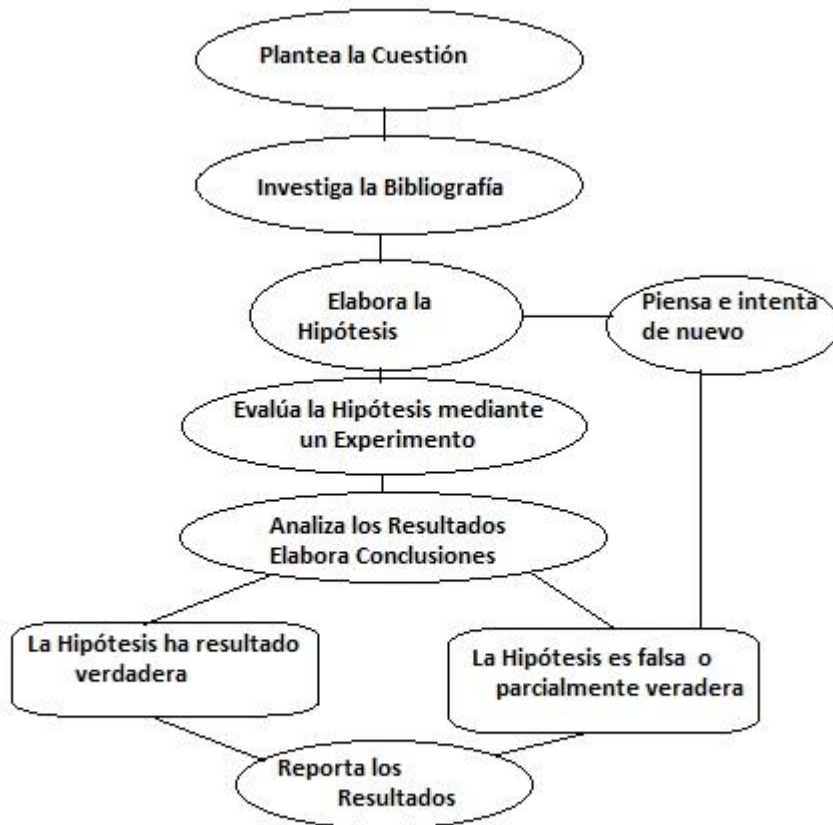 Plantea la Cuestión
Investiga la Bibliografía
Elabora la
Hipótesis
Piensa e intenta
de nuevo
Evalúa la Hipótesis mediante
un Experimento
Analiza los Resultados
Elabora Conclusiones
La Hipótesis ha resultado
verdadera
La Hipótesis es falsa o
parcialmente veradera
Reporta los
Resultados